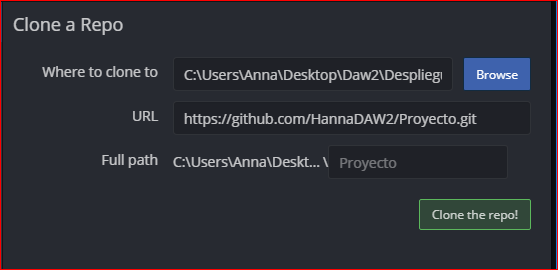 Clone a Repo
Where to clone to C:\Users\Anna\Desktop\Daw2\Despliegu Browse
URL https://github.com/HannaDAW2/Proyecto.git
Full path C:\Users\Anna\Deskt... \ Proyecto
Clone the repo!